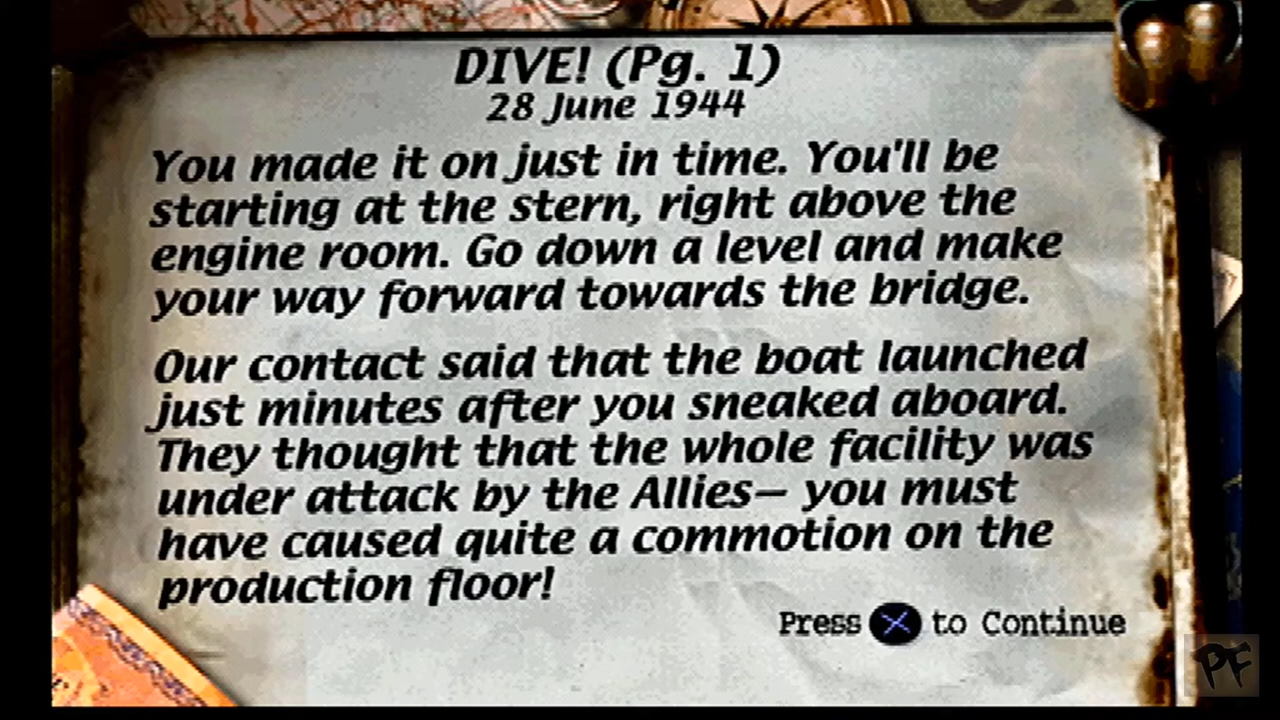 DIVE! (Pg. 1)
28 June 1944
You made it on just in time. You'll be
starting at the stern, right above the
engine room. Go down a level and make
your way forward towards the bridge.
Our contact said that the boat launched
just minutes after you sneaked aboard.
They thought that the whole facility was
under attack by the Allies— you must
have caused quite a commotion on the
production floor!
Press X to Continue
PF